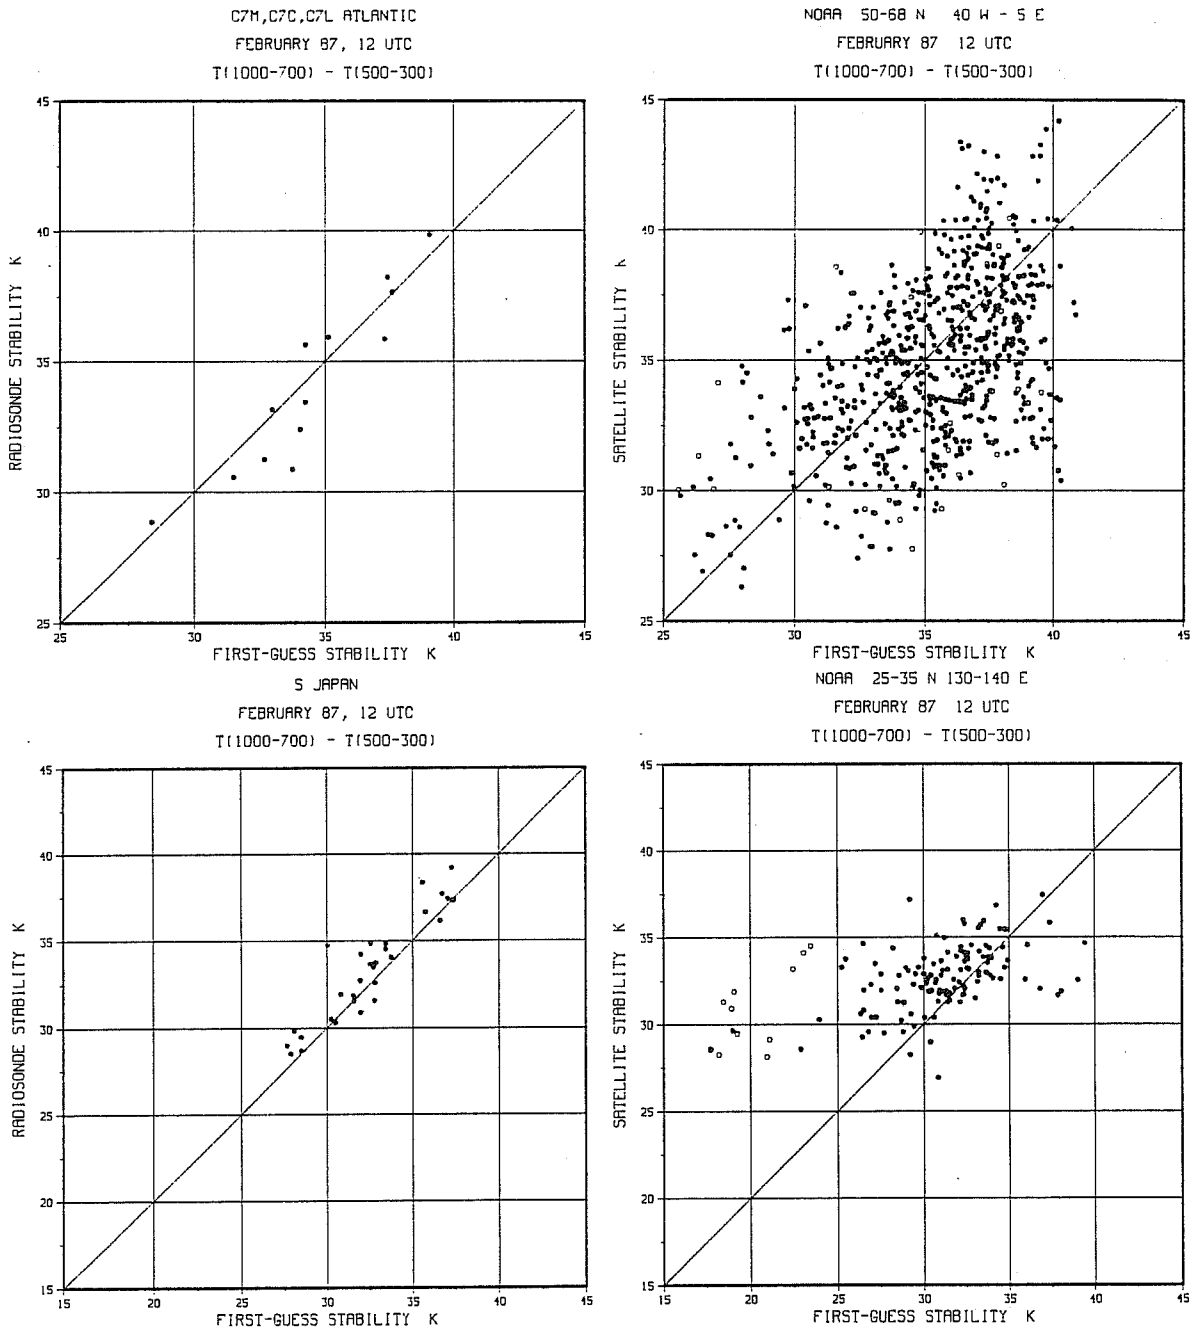 C7M,C7C,C7L ATLANTIC
FEBRUARY 87, 12 UTC
T(1000-700) - T(500-300)
45
40
35
30
25
25
30
35
40
45
RADIOSONDE STABILITY K
FIRST-GUESS STABILITY K
NOAA 50-68 N 40 W - 5 E
FEBRUARY 87 12 UTC
T(1000-700) - T(500-300)
45
40
35
30
25
25
30
35
40
45
SATELLITE STABILITY K
FIRST-GUESS STABILITY K
S JAPAN
FEBRUARY 87, 12 UTC
T(1000-700) - T(500-300)
45
40
35
30
25
20
15
15
20
25
30
35
40
45
RADIOSONDE STABILITY K
FIRST-GUESS STABILITY K
NOAA 25-35 N 130-140 E
FEBRUARY 87 12 UTC
T(1000-700) - T(500-300)
45
40
35
30
25
20
15
15
20
25
30
35
40
45
SATELLITE STABILITY K
FIRST-GUESS STABILITY K